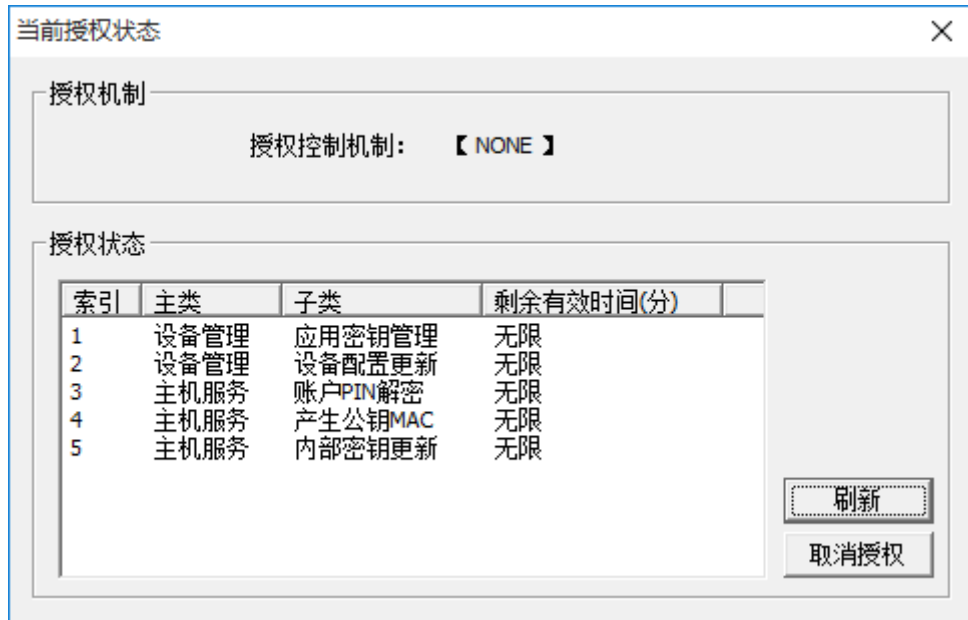 当前授权状态
授权机制
授权控制机制： 【 NONE 】
授权状态
索引 主类 子类 剩余有效时间(分)
1 设备管理 应用密钥管理 无限
2 设备管理 设备配置更新 无限
3 主机服务 账户PIN解密 无限
4 主机服务 产生公钥MAC 无限
5 主机服务 内部密钥更新 无限
刷新
取消授权